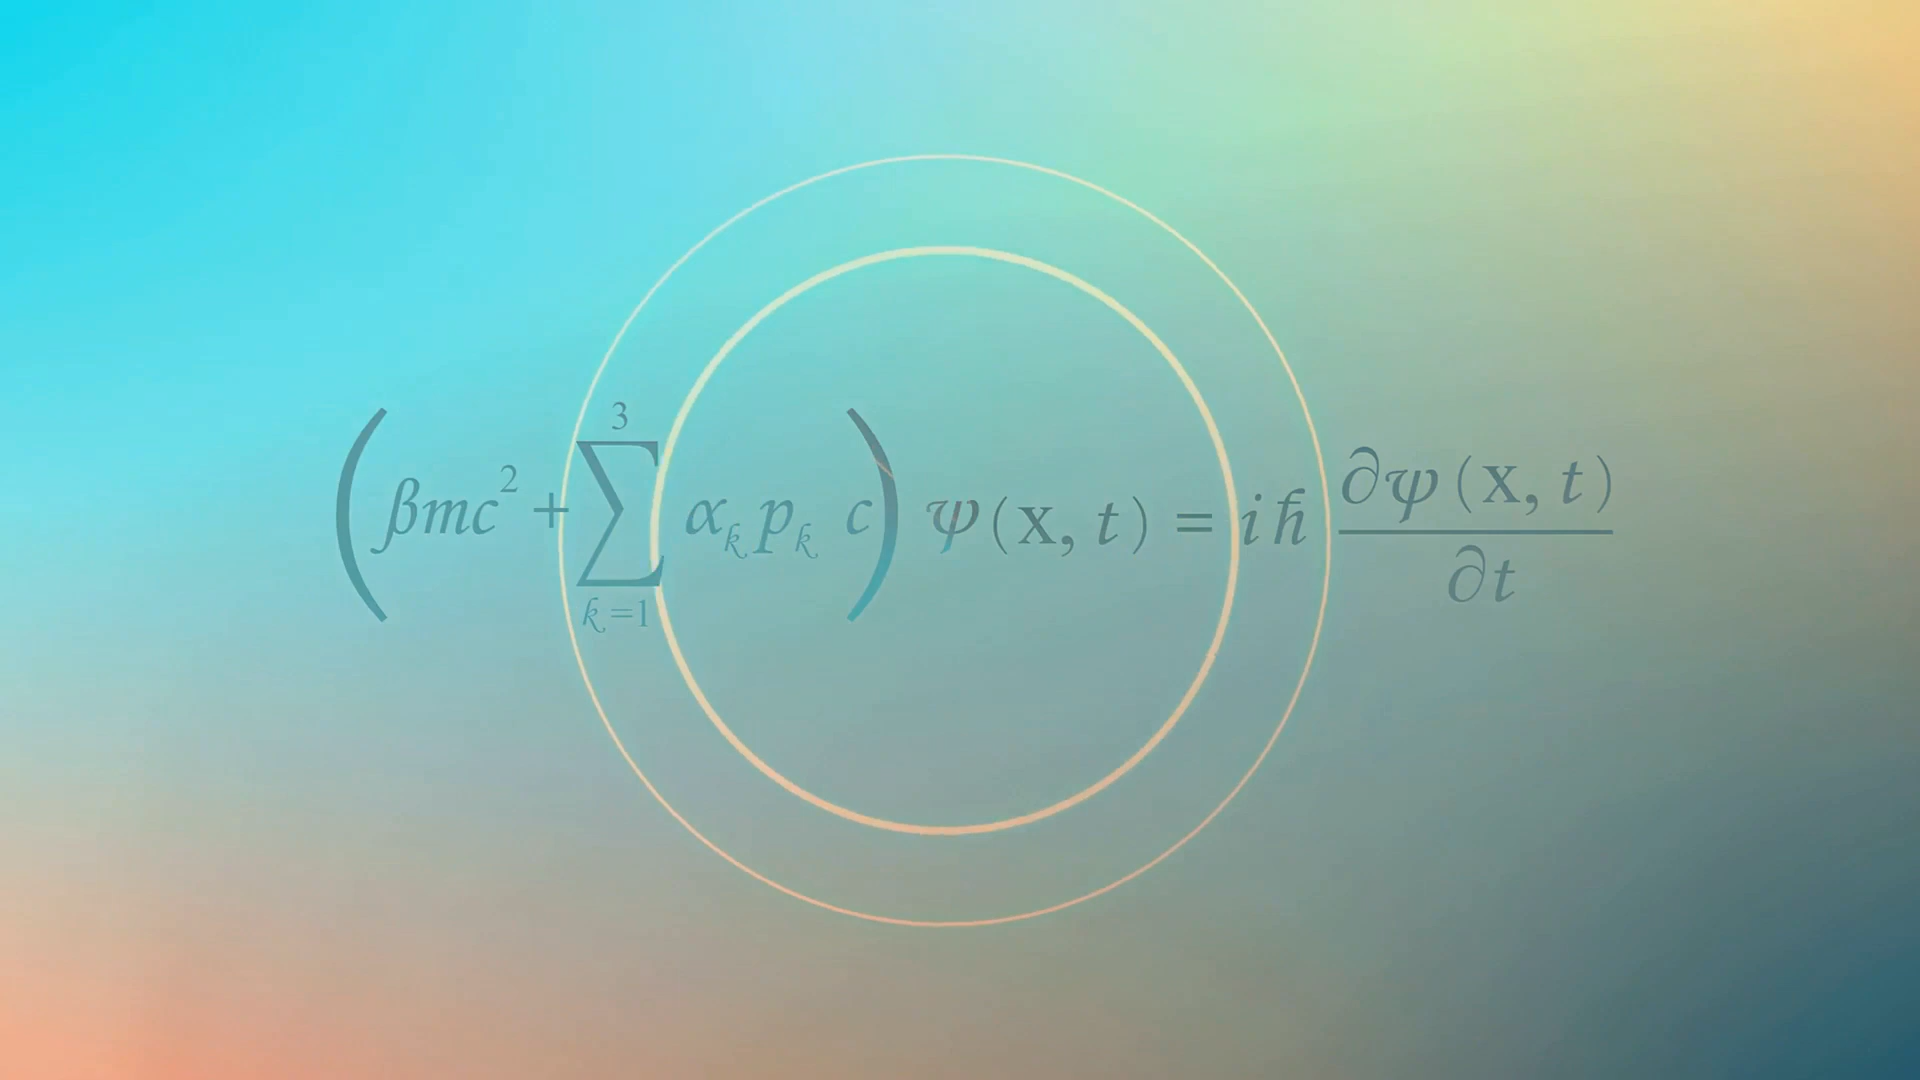 (βmc² + ∑ₖ₌₁³ αₖpₖ c) ψ(x, t) = iℏ ∂ψ(x, t)/∂t